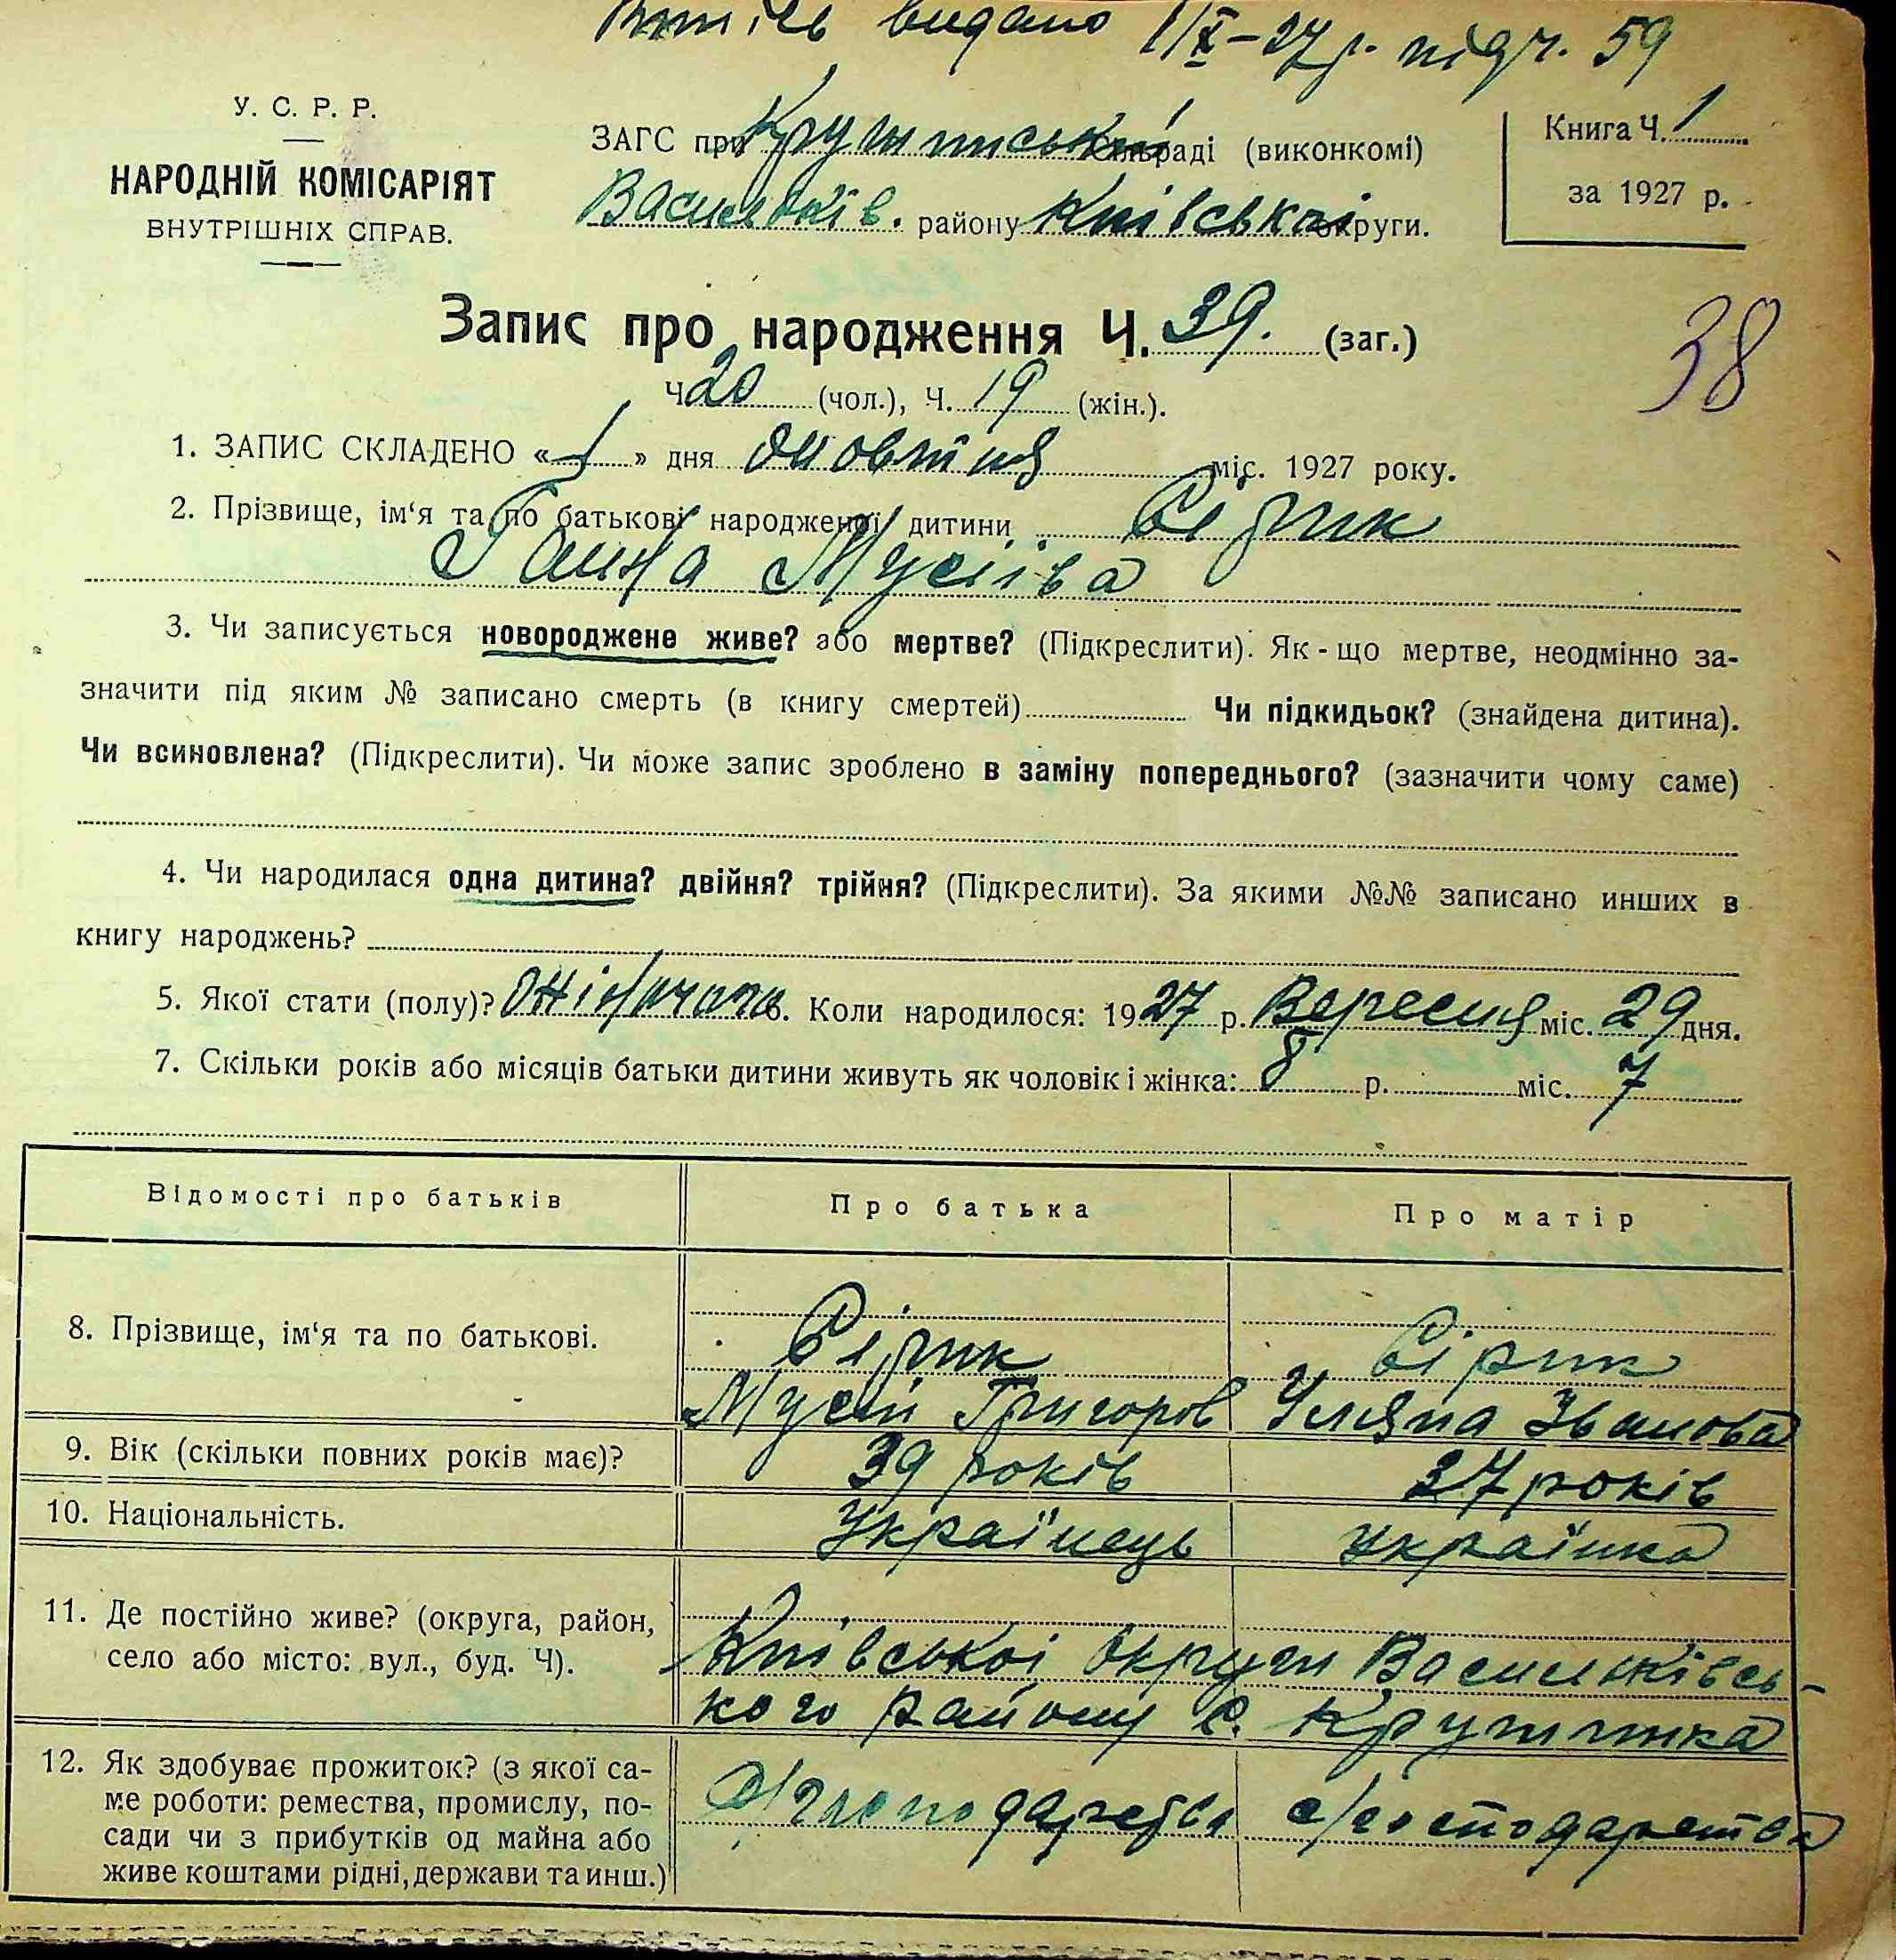 Витіг видано 1/X-27 р. під ч. 59
У. С. Р. Р.
НАРОДНІЙ КОМІСАРІЯТ
ВНУТРІШНІХ СПРАВ.
ЗАГС при Крушинській сільраді (виконкомі)
Васильків. району Київської округи.
Книга Ч. 1
за 1927 р.
Запис про народження Ч. 39. (заг.)
38
Ч 20 (чол.), Ч. 19 (жін.).
1. ЗАПИС СКЛАДЕНО «1» дня жовтня міс. 1927 року.
2. Прізвище, ім‘я та по батькові народженої дитини Сірик
Ганна Мусіїва
3. Чи записується новороджене живе? або мертве? (Підкреслити). Як-що мертве, неодмінно за-
значити під яким № записано смерть (в книгу смертей) Чи підкидьок? (знайдена дитина).
Чи всиновлена? (Підкреслити). Чи може запис зроблено в заміну попереднього? (зазначити чому саме)
4. Чи народилася одна дитина? двійня? трійня? (Підкреслити). За якими №№ записано инших в
книгу народжень?
5. Якої стати (полу)? Жіночого. Коли народилося: 1927 р. Вересня міс. 29 дня.
7. Скільки років або місяців батьки дитини живуть як чоловік і жінка: 8 р. міс. 7
Відомості про батьків Про батька Про матір
8. Прізвище, ім‘я та по батькові.
Сірик Сірик
Мусій Григоров Уляна Іванова
9. Вік (скільки повних років має)? 39 років 27 років
10. Національність. Українець українка
11. Де постійно живе? (округа, район,
село або місто: вул., буд. Ч).
Київської округи Васильківсь-
кого району с. Крушинка
12. Як здобуває прожиток? (з якої са-
ме роботи: ремества, промислу, по-
сади чи з прибутків од майна або
живе коштами рідні, держави та инш.)
с/господарства с/господарства